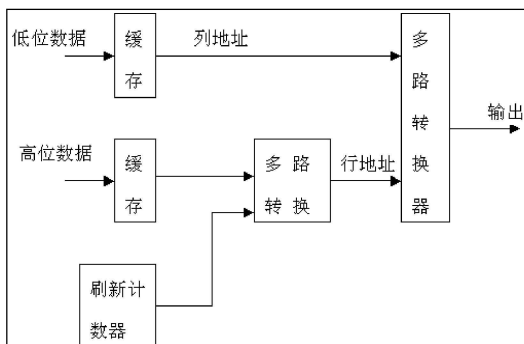 低位数据
缓存
列地址
多路转换器
输出
高位数据
缓存
多路
转换
行地址
刷新计
数器